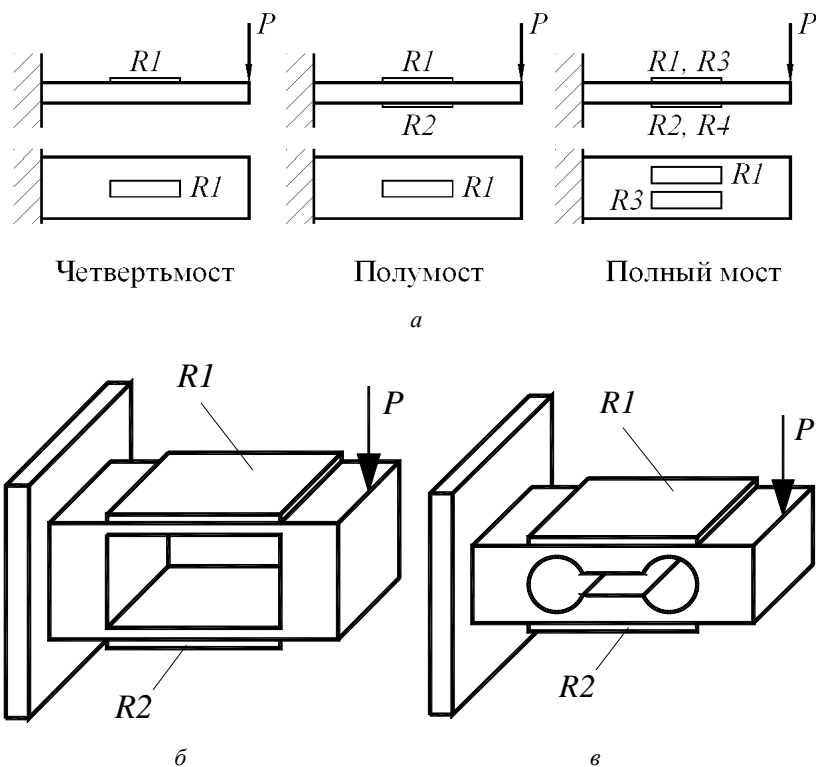 P P P
R1 R1 R1, R3
R2 R2, R4
R1 R1 R1
R3
Четвертьмост Полумост Полный мост
а
R1 P R1 P
R2 R2
б в